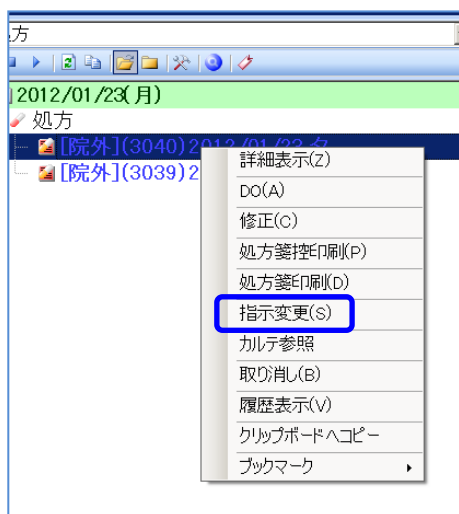 方
2012/01/23(月)
処方
[院外](3040)2012/01/23 夕
[院外](3039)2
詳細表示(Z)
DO(A)
修正(C)
処方箋控印刷(P)
処方箋印刷(D)
指示変更(S)
カルテ参照
取り消し(B)
履歴表示(V)
クリップボードへコピー
ブックマーク